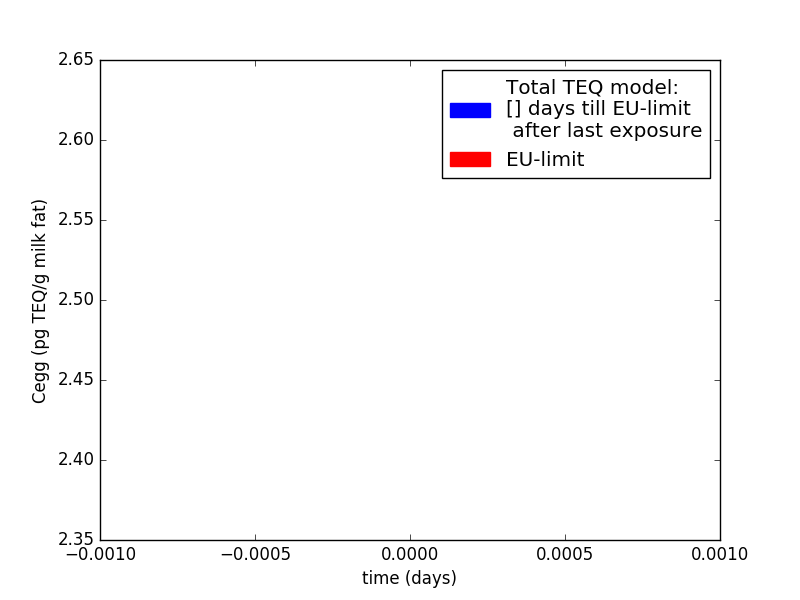 2.65
2.60
2.55
2.50
2.45
2.40
2.35
Cegg (pg TEQ/g milk fat)
Total TEQ model:
[] days till EU-limit
after last exposure
EU-limit
−0.0010
−0.0005
0.0000
0.0005
0.0010
time (days)